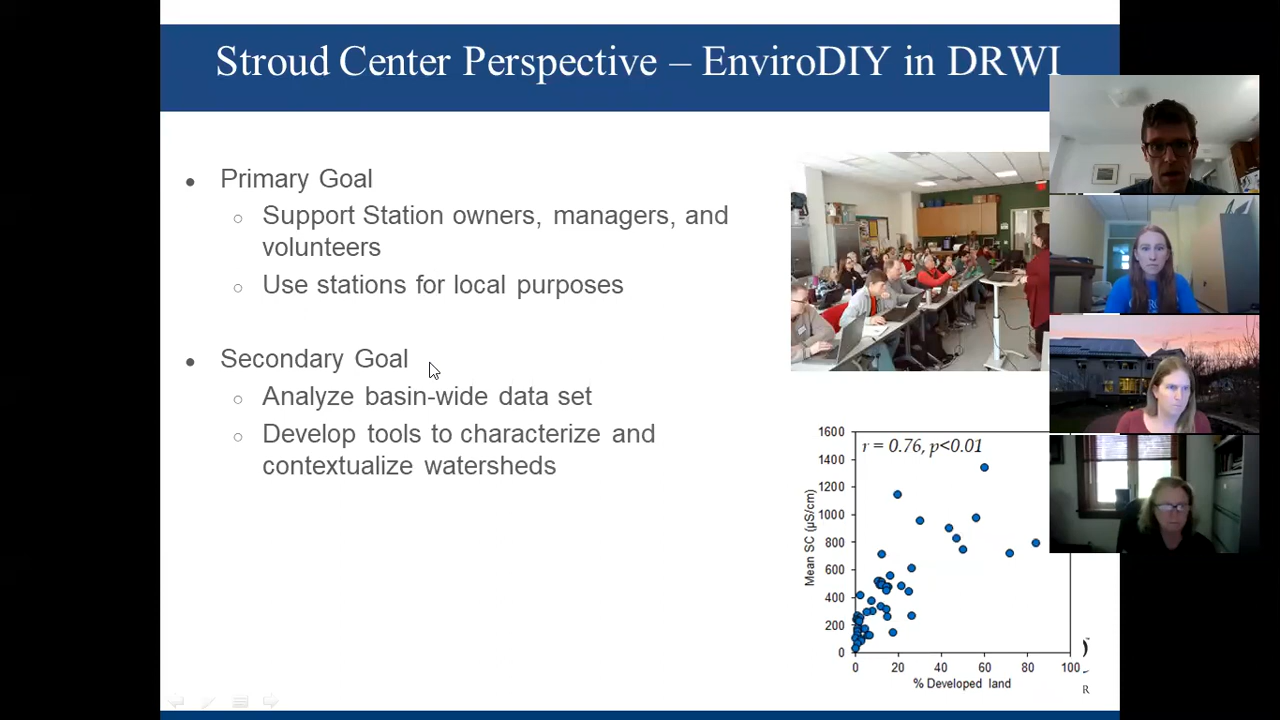 Stroud Center Perspective – EnviroDIY in DRWI
Primary Goal
Support Station owners, managers, and
volunteers
Use stations for local purposes
Secondary Goal
Analyze basin-wide data set
Develop tools to characterize and
contextualize watersheds
r = 0.76, p<0.01
1600
1400
1200
1000
800
600
400
200
0
Mean SC (µS/cm)
0 20 40 60 80 100
% Developed land
R